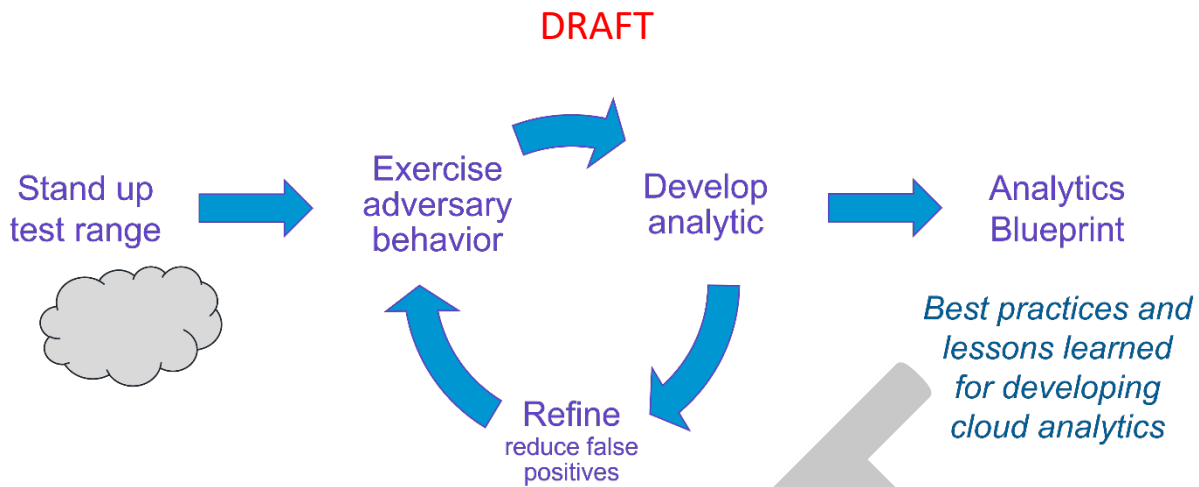 DRAFT
Stand up
test range
Exercise
adversary
behavior
Develop
analytic
Refine
reduce false
positives
Analytics
Blueprint
Best practices and
lessons learned
for developing
cloud analytics